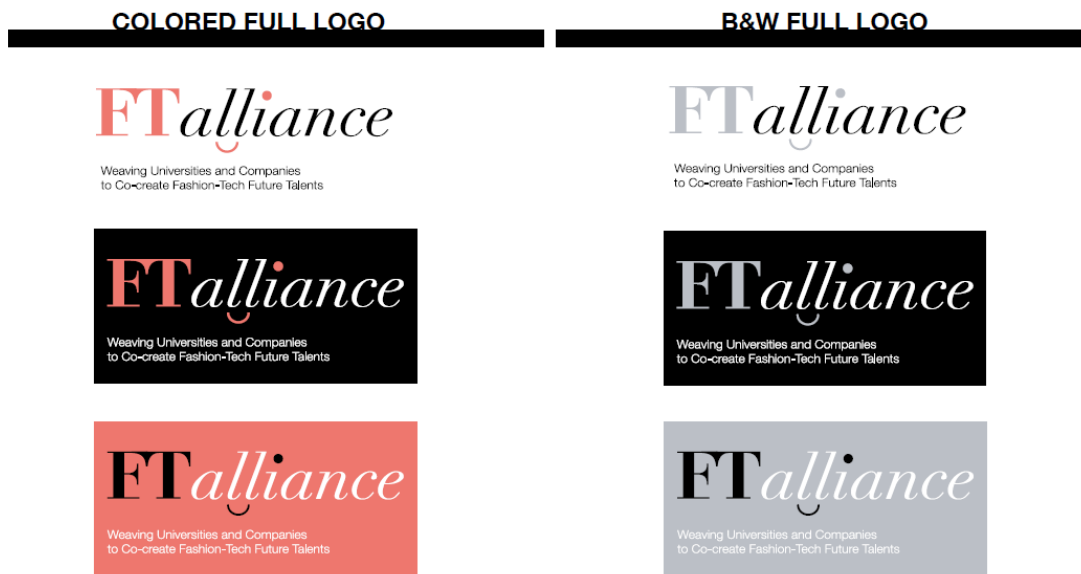 COLORED FULL LOGO
B&W FULL LOGO
FTalliance
Weaving Universities and Companies
to Co-create Fashion-Tech Future Talents
FTalliance
Weaving Universities and Companies
to Co-create Fashion-Tech Future Talents
FTalliance
Weaving Universities and Companies
to Co-create Fashion-Tech Future Talents
FTalliance
Weaving Universities and Companies
to Co-create Fashion-Tech Future Talents
FTalliance
Weaving Universities and Companies
to Co-create Fashion-Tech Future Talents
FTalliance
Weaving Universities and Companies
to Co-create Fashion-Tech Future Talents